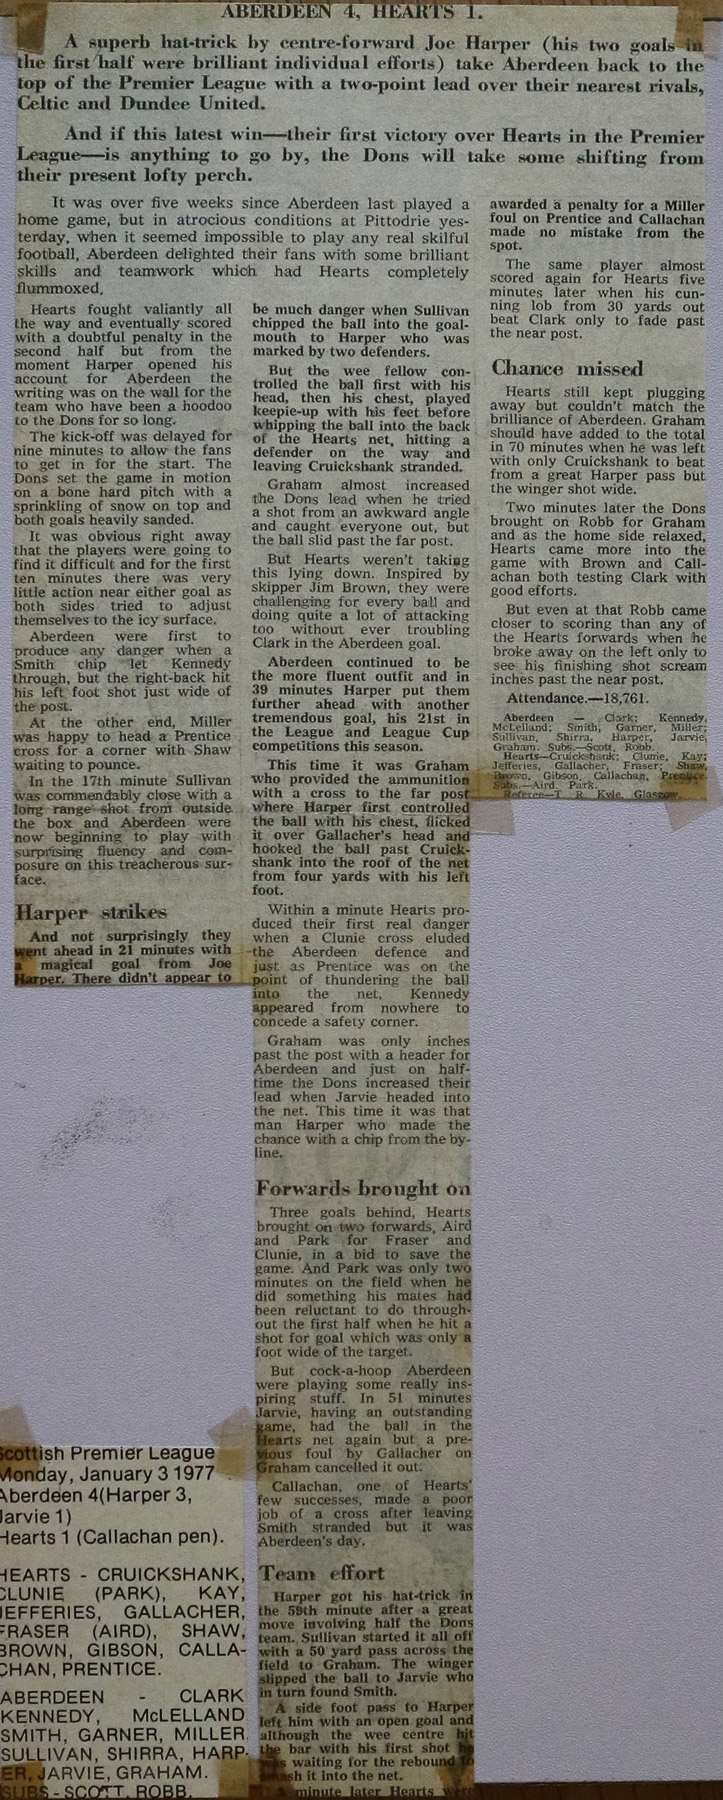 ABERDEEN 4, HEARTS 1.
A superb hat-trick by centre-forward Joe Harper (his two goals in
the first half were brilliant individual efforts) take Aberdeen back to the
top of the Premier League with a two-point lead over their nearest rivals,
Celtic and Dundee United.
And if this latest win—their first victory over Hearts in the Premier
League—is anything to go by, the Dons will take some shifting from
their present lofty perch.
It was over five weeks since Aberdeen last played a
home game, but in atrocious conditions at Pittodrie yes-
terday, when it seemed impossible to play any real skilful
football, Aberdeen delighted their fans with some brilliant
skills and teamwork which had Hearts completely
flummoxed.
Hearts fought valiantly all
the way and eventually scored
with a doubtful penalty in the
second half but from the
moment Harper opened his
account for Aberdeen the
writing was on the wall for the
team who have been a hoodoo
to the Dons for so long.
The kick-off was delayed for
nine minutes to allow the fans
to get in for the start. The
Dons set the game in motion
on a bone hard pitch with a
sprinkling of snow on top and
both goals heavily sanded.
It was obvious right away
that the players were going to
find it difficult and for the first
ten minutes there was very
little action near either goal as
both sides tried to adjust
themselves to the icy surface.
Aberdeen were first to
produce any danger when a
Smith chip let Kennedy
through, but the right-back hit
his left foot shot just wide of
the post.
At the other end, Miller
was happy to head a Prentice
cross for a corner with Shaw
waiting to pounce.
In the 17th minute Sullivan
was commendably close with a
long range shot from outside
the box and Aberdeen were
now beginning to play with
surprising fluency and com-
posure on this treacherous sur-
face.
Harper strikes
And not surprisingly they
went ahead in 21 minutes with
a magical goal from Joe
Harper. There didn't appear to
be much danger when Sullivan
chipped the ball into the goal-
mouth to Harper who was
marked by two defenders.
But the wee fellow con-
trolled the ball first with his
head, then his chest, played
keepie-up with his feet before
whipping the ball into the back
of the Hearts net, hitting a
defender on the way and
leaving Cruickshank stranded.
Graham almost increased
the Dons lead when he tried
a shot from an awkward angle
and caught everyone out, but
the ball slid past the far post.
But Hearts weren't taking
this lying down. Inspired by
skipper Jim Brown, they were
challenging for every ball and
doing quite a lot of attacking
too without ever troubling
Clark in the Aberdeen goal.
Aberdeen continued to be
the more fluent outfit and in
39 minutes Harper put them
further ahead with another
tremendous goal, his 21st in
the League and League Cup
competitions this season.
This time it was Graham
who provided the ammunition
with a cross to the far post
where Harper first controlled
the ball with his chest, flicked
it over Gallacher's head and
hooked the ball past Cruick-
shank into the roof of the net
from four yards with his left
foot.
Within a minute Hearts pro-
duced their first real danger
when a Clunie cross eluded
the Aberdeen defence and
just as Prentice was on the
point of thundering the ball
into the net, Kennedy
appeared from nowhere to
concede a safety corner.
Graham was only inches
past the post with a header for
Aberdeen and just on half-
time the Dons increased their
lead when Jarvie headed into
the net. This time it was that
man Harper who made the
chance with a chip from the by-
line.
Forwards brought on
Three goals behind, Hearts
brought on two forwards, Aird
and Park for Fraser and
Clunie, in a bid to save the
game. And Park was only two
minutes on the field when he
did something his mates had
been reluctant to do through-
out the first half when he hit a
shot for goal which was only a
foot wide of the target.
But cock-a-hoop Aberdeen
were playing some really ins-
piring stuff. In 51 minutes
Jarvie, having an outstanding
game, had the ball in the
Hearts net again but a pre-
vious foul by Gallacher on
Graham cancelled it out.
Callachan, one of Hearts'
few successes, made a poor
job of a cross after leaving
Smith stranded but it was
Aberdeen's day.
Team effort
Harper got his hat-trick in
the 59th minute after a great
move involving half the Dons
team. Sullivan started it all off
with a 50 yard pass across the
field to Graham. The winger
slipped the ball to Jarvie who
in turn found Smith.
A side foot pass to Harper
left him with an open goal and
although the wee centre hit
the bar with his first shot he
was waiting for the rebound to
smash it into the net.
A minute later Hearts were
awarded a penalty for a Miller
foul on Prentice and Callachan
made no mistake from the
spot.
The same player almost
scored again for Hearts five
minutes later when his cun-
ning lob from 30 yards out
beat Clark only to fade past
the near post.
Chance missed
Hearts still kept plugging
away but couldn't match the
brilliance of Aberdeen. Graham
should have added to the total
in 70 minutes when he was left
with only Cruickshank to beat
from a great Harper pass but
the winger shot wide.
Two minutes later the Dons
brought on Robb for Graham
and as the home side relaxed,
Hearts came more into the
game with Brown and Call-
achan both testing Clark with
good efforts.
But even at that Robb came
closer to scoring than any of
the Hearts forwards when he
broke away on the left only to
see his finishing shot scream
inches past the near post.
Attendance.—18,761.
Aberdeen — Clark; Kennedy,
McLelland; Smith, Garner, Miller;
Sullivan, Shirra, Harper, Jarvie,
Graham. Subs.—Scott, Robb.
Hearts—Cruickshank; Clunie, Kay;
Jefferies, Gallacher, Fraser; Shaw,
Brown, Gibson, Callachan, Prentice.
Subs.—Aird, Park.
Referee—T. R. Kyle, Glasgow.
Scottish Premier League
Monday, January 3 1977
Aberdeen 4(Harper 3,
Jarvie 1)
Hearts 1 (Callachan pen).
HEARTS - CRUICKSHANK,
CLUNIE (PARK), KAY,
JEFFERIES, GALLACHER,
FRASER (AIRD), SHAW,
BROWN, GIBSON, CALLA-
CHAN, PRENTICE.
ABERDEEN - CLARK
KENNEDY, McLELLAND
SMITH, GARNER, MILLER
SULLIVAN, SHIRRA, HARP-
ER, JARVIE, GRAHAM.
SUBS - SCOTT, ROBB.